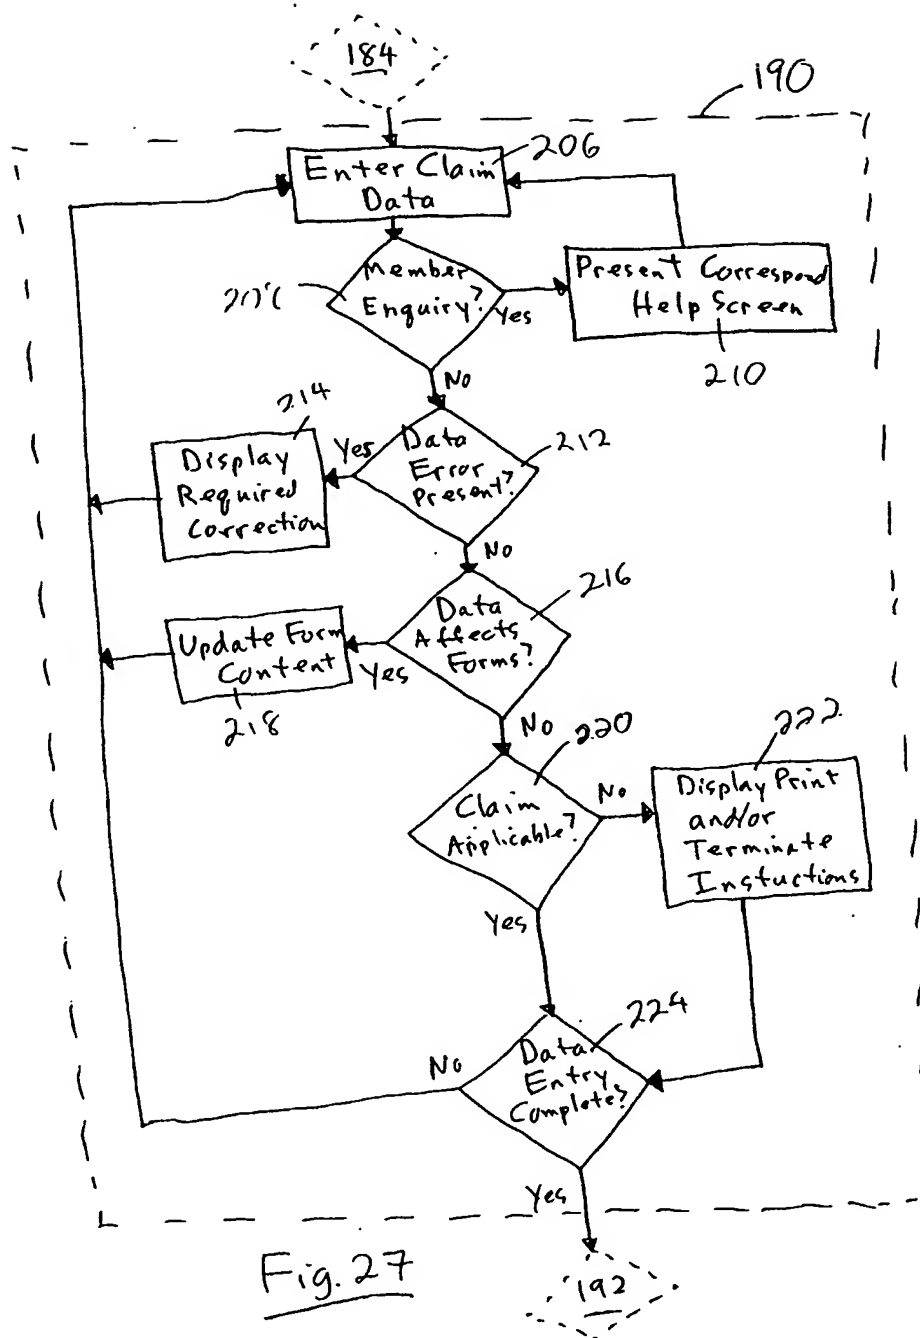 184
190
206
Enter Claim
Data
Member
Enquiry?
Yes
Present Correspond
Help Screen
210
No
214
Display
Required
Correction
Yes
Data
Error
Present?
212
No
216
Data
Affects
Forms?
Yes
Update Form
Content
218
No
220
Claim
Applicable?
No
222
Display Print
and/or
Terminate
Instuctions
Yes
224
Data
Entry
Complete?
No
Yes
192
Fig. 27